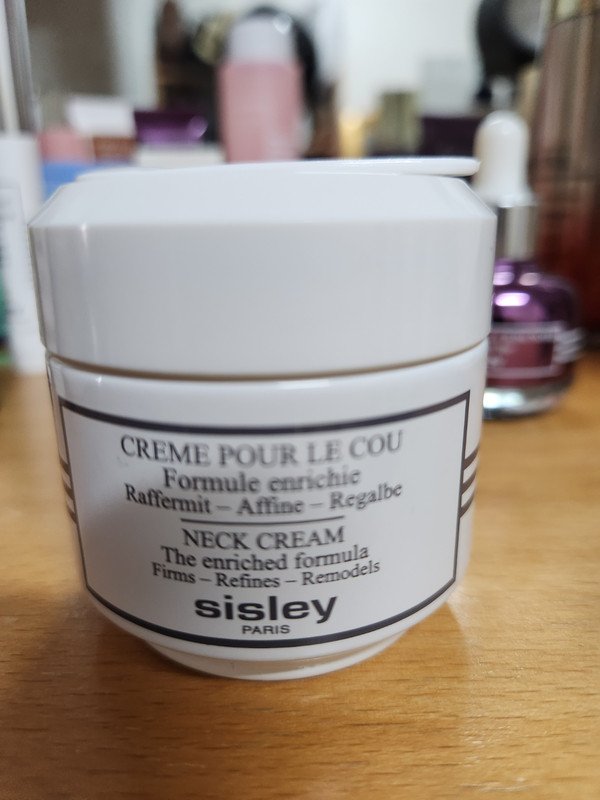 CREME POUR LE COU
Formule enrichie
Raffermit – Affine – Regalbe
NECK CREAM
The enriched formula
Firms – Refines – Remodels
sisley
PARIS